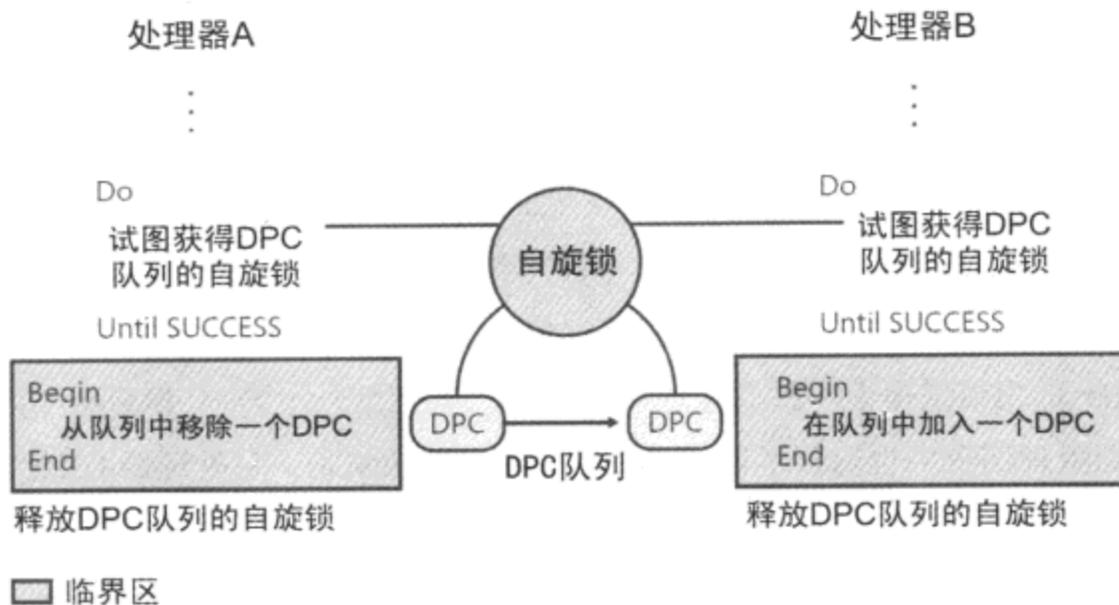 处理器A
处理器B
Do
试图获得DPC
队列的自旋锁
Until SUCCESS
Begin
从队列中移除一个DPC
End
释放DPC队列的自旋锁
自旋锁
DPC
DPC
DPC队列
Do
试图获得DPC
队列的自旋锁
Until SUCCESS
Begin
在队列中加入一个DPC
End
释放DPC队列的自旋锁
临界区